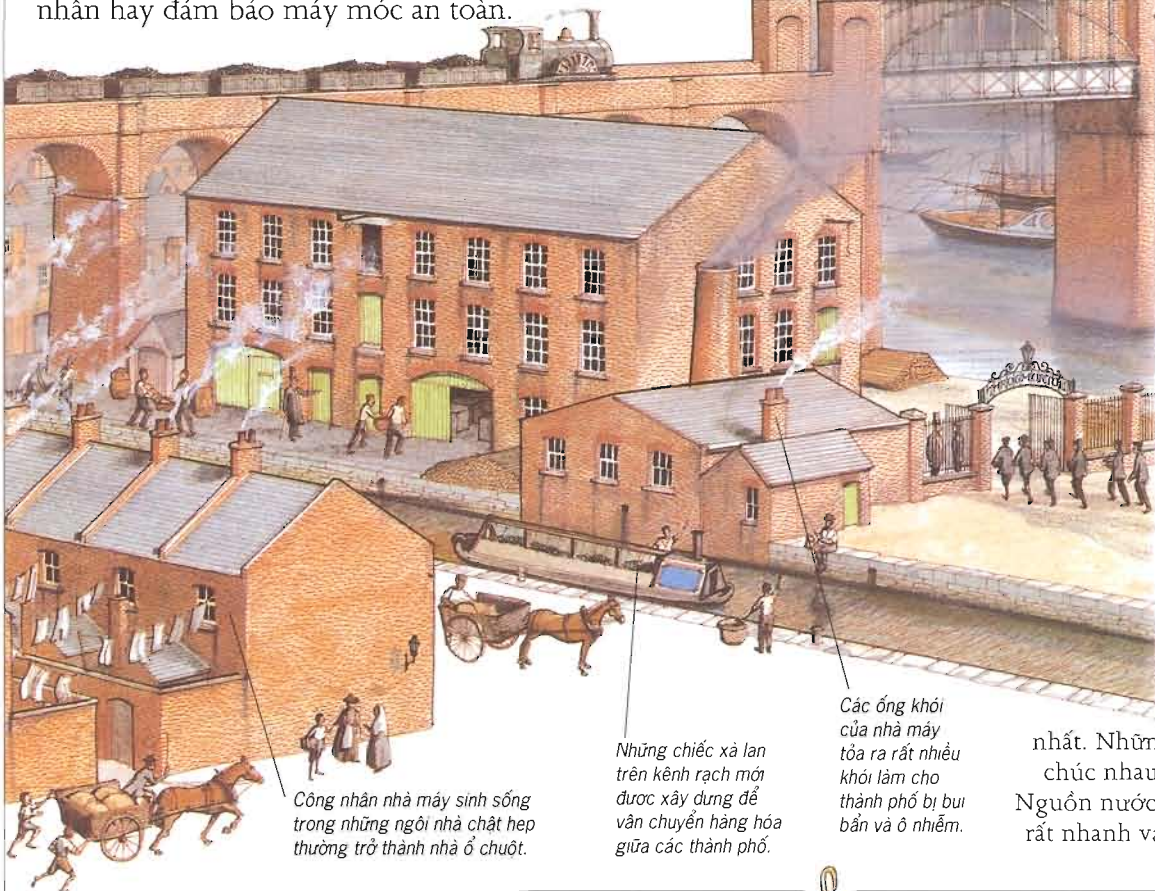 nhân hay đảm bảo máy móc an toàn.
Công nhân nhà máy sinh sống
trong những ngôi nhà chật hẹp
thường trở thành nhà ổ chuột.
Những chiếc xà lan
trên kênh rạch mới
được xây dựng để
vận chuyển hàng hóa
giữa các thành phố.
Các ống khói
của nhà máy
tỏa ra rất nhiều
khói làm cho
thành phố bị bụi
bẩn và ô nhiễm.
nhất.
chúc nhau
Nguồn nước
rất nhanh